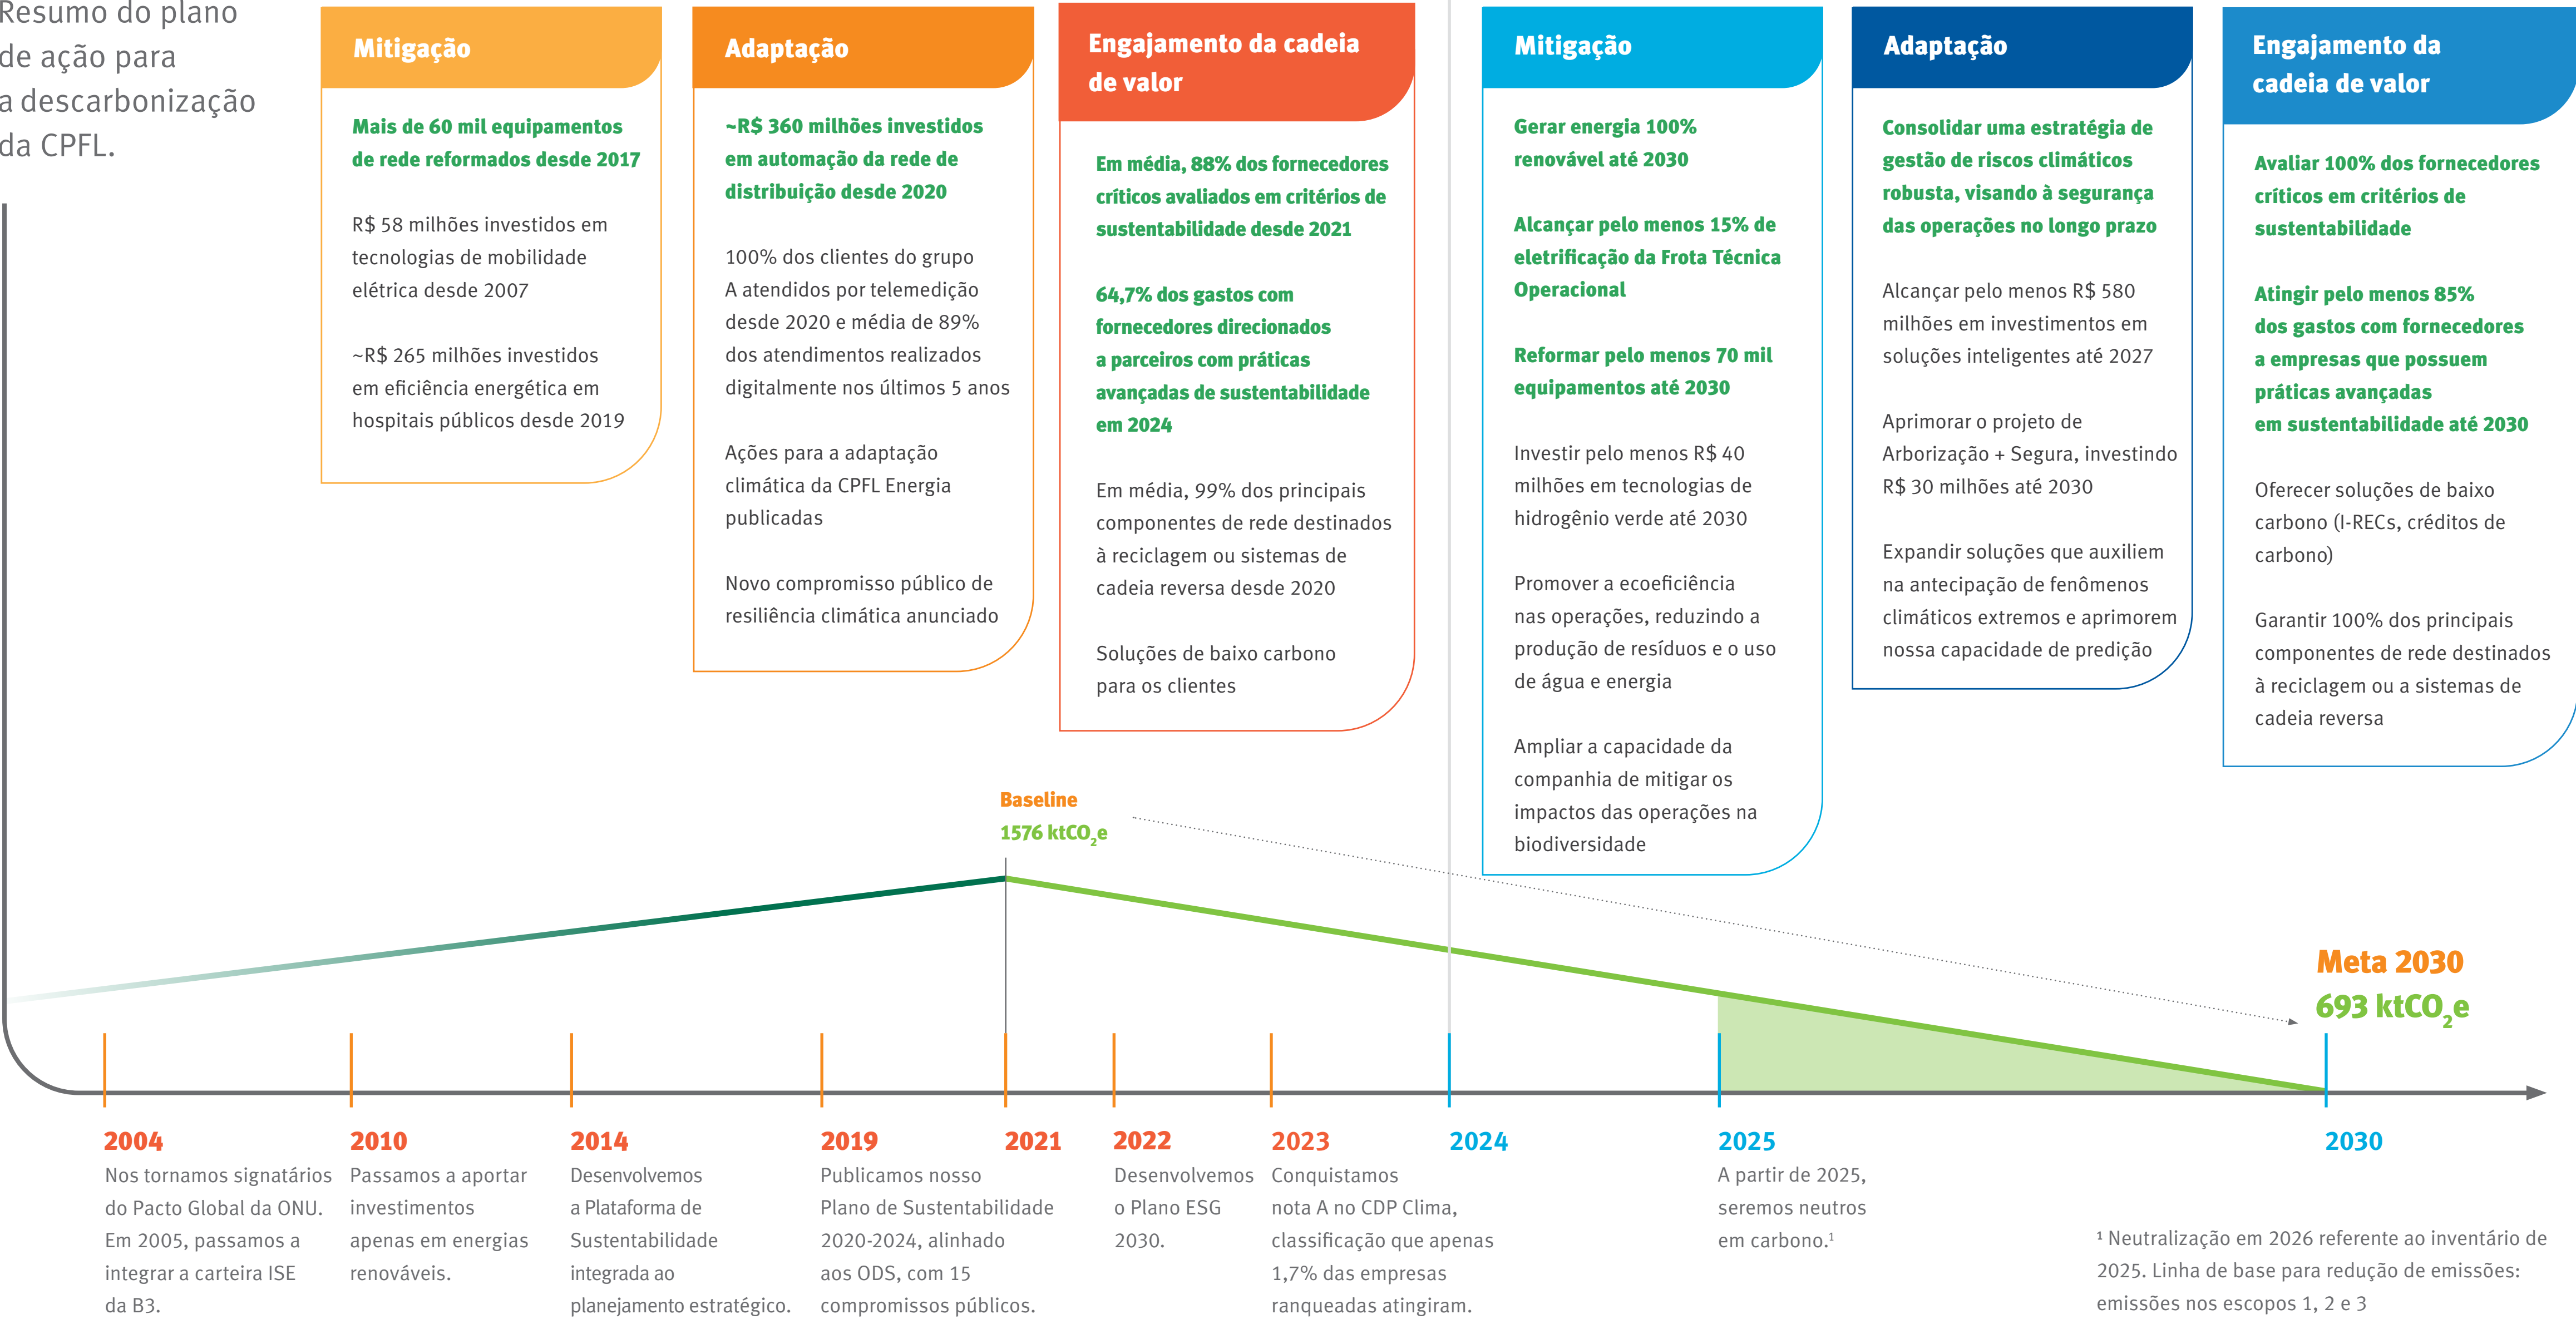 Resumo do plano
de ação para
a descarbonização
da CPFL.
Mitigação
Mais de 60 mil equipamentos
de rede reformados desde 2017
R$ 58 milhões investidos em
tecnologias de mobilidade
elétrica desde 2007
~R$ 265 milhões investidos
em eficiência energética em
hospitais públicos desde 2019
Adaptação
~R$ 360 milhões investidos
em automação da rede de
distribuição desde 2020
100% dos clientes do grupo
A atendidos por telemedição
desde 2020 e média de 89%
dos atendimentos realizados
digitalmente nos últimos 5 anos
Ações para a adaptação
climática da CPFL Energia
publicadas
Novo compromisso público de
resiliência climática anunciado
Engajamento da cadeia
de valor
Em média, 88% dos fornecedores
críticos avaliados em critérios de
sustentabilidade desde 2021
64,7% dos gastos com
fornecedores direcionados
a parceiros com práticas
avançadas de sustentabilidade
em 2024
Em média, 99% dos principais
componentes de rede destinados
à reciclagem ou sistemas de
cadeia reversa desde 2020
Soluções de baixo carbono
para os clientes
Mitigação
Gerar energia 100%
renovável até 2030
Alcançar pelo menos 15% de
eletrificação da Frota Técnica
Operacional
Reformar pelo menos 70 mil
equipamentos até 2030
Investir pelo menos R$ 40
milhões em tecnologias de
hidrogênio verde até 2030
Promover a ecoeficiência
nas operações, reduzindo a
produção de resíduos e o uso
de água e energia
Ampliar a capacidade da
companhia de mitigar os
impactos das operações na
biodiversidade
Adaptação
Consolidar uma estratégia de
gestão de riscos climáticos
robusta, visando à segurança
das operações no longo prazo
Alcançar pelo menos R$ 580
milhões em investimentos em
soluções inteligentes até 2027
Aprimorar o projeto de
Arborização + Segura, investindo
R$ 30 milhões até 2030
Expandir soluções que auxiliem
na antecipação de fenômenos
climáticos extremos e aprimorem
nossa capacidade de predição
Engajamento da
cadeia de valor
Avaliar 100% dos fornecedores
críticos em critérios de
sustentabilidade
Atingir pelo menos 85%
dos gastos com fornecedores
a empresas que possuem
práticas avançadas
em sustentabilidade até 2030
Oferecer soluções de baixo
carbono (I-RECs, créditos de
carbono)
Garantir 100% dos principais
componentes de rede destinados
à reciclagem ou a sistemas de
cadeia reversa
Baseline
1576 ktCO₂e
Meta 2030
693 ktCO₂e
2004
Nos tornamos signatários
do Pacto Global da ONU.
Em 2005, passamos a
integrar a carteira ISE
da B3.
2010
Passamos a aportar
investimentos
apenas em energias
renováveis.
2014
Desenvolvemos
a Plataforma de
Sustentabilidade
integrada ao
planejamento estratégico.
2019
Publicamos nosso
Plano de Sustentabilidade
2020-2024, alinhado
aos ODS, com 15
compromissos públicos.
2021
2022
Desenvolvemos
o Plano ESG
2030.
2023
Conquistamos
nota A no CDP Clima,
classificação que apenas
1,7% das empresas
ranqueadas atingiram.
2024
2025
A partir de 2025,
seremos neutros
em carbono.¹
2030
¹ Neutralização em 2026 referente ao inventário de
2025. Linha de base para redução de emissões:
emissões nos escopos 1, 2 e 3